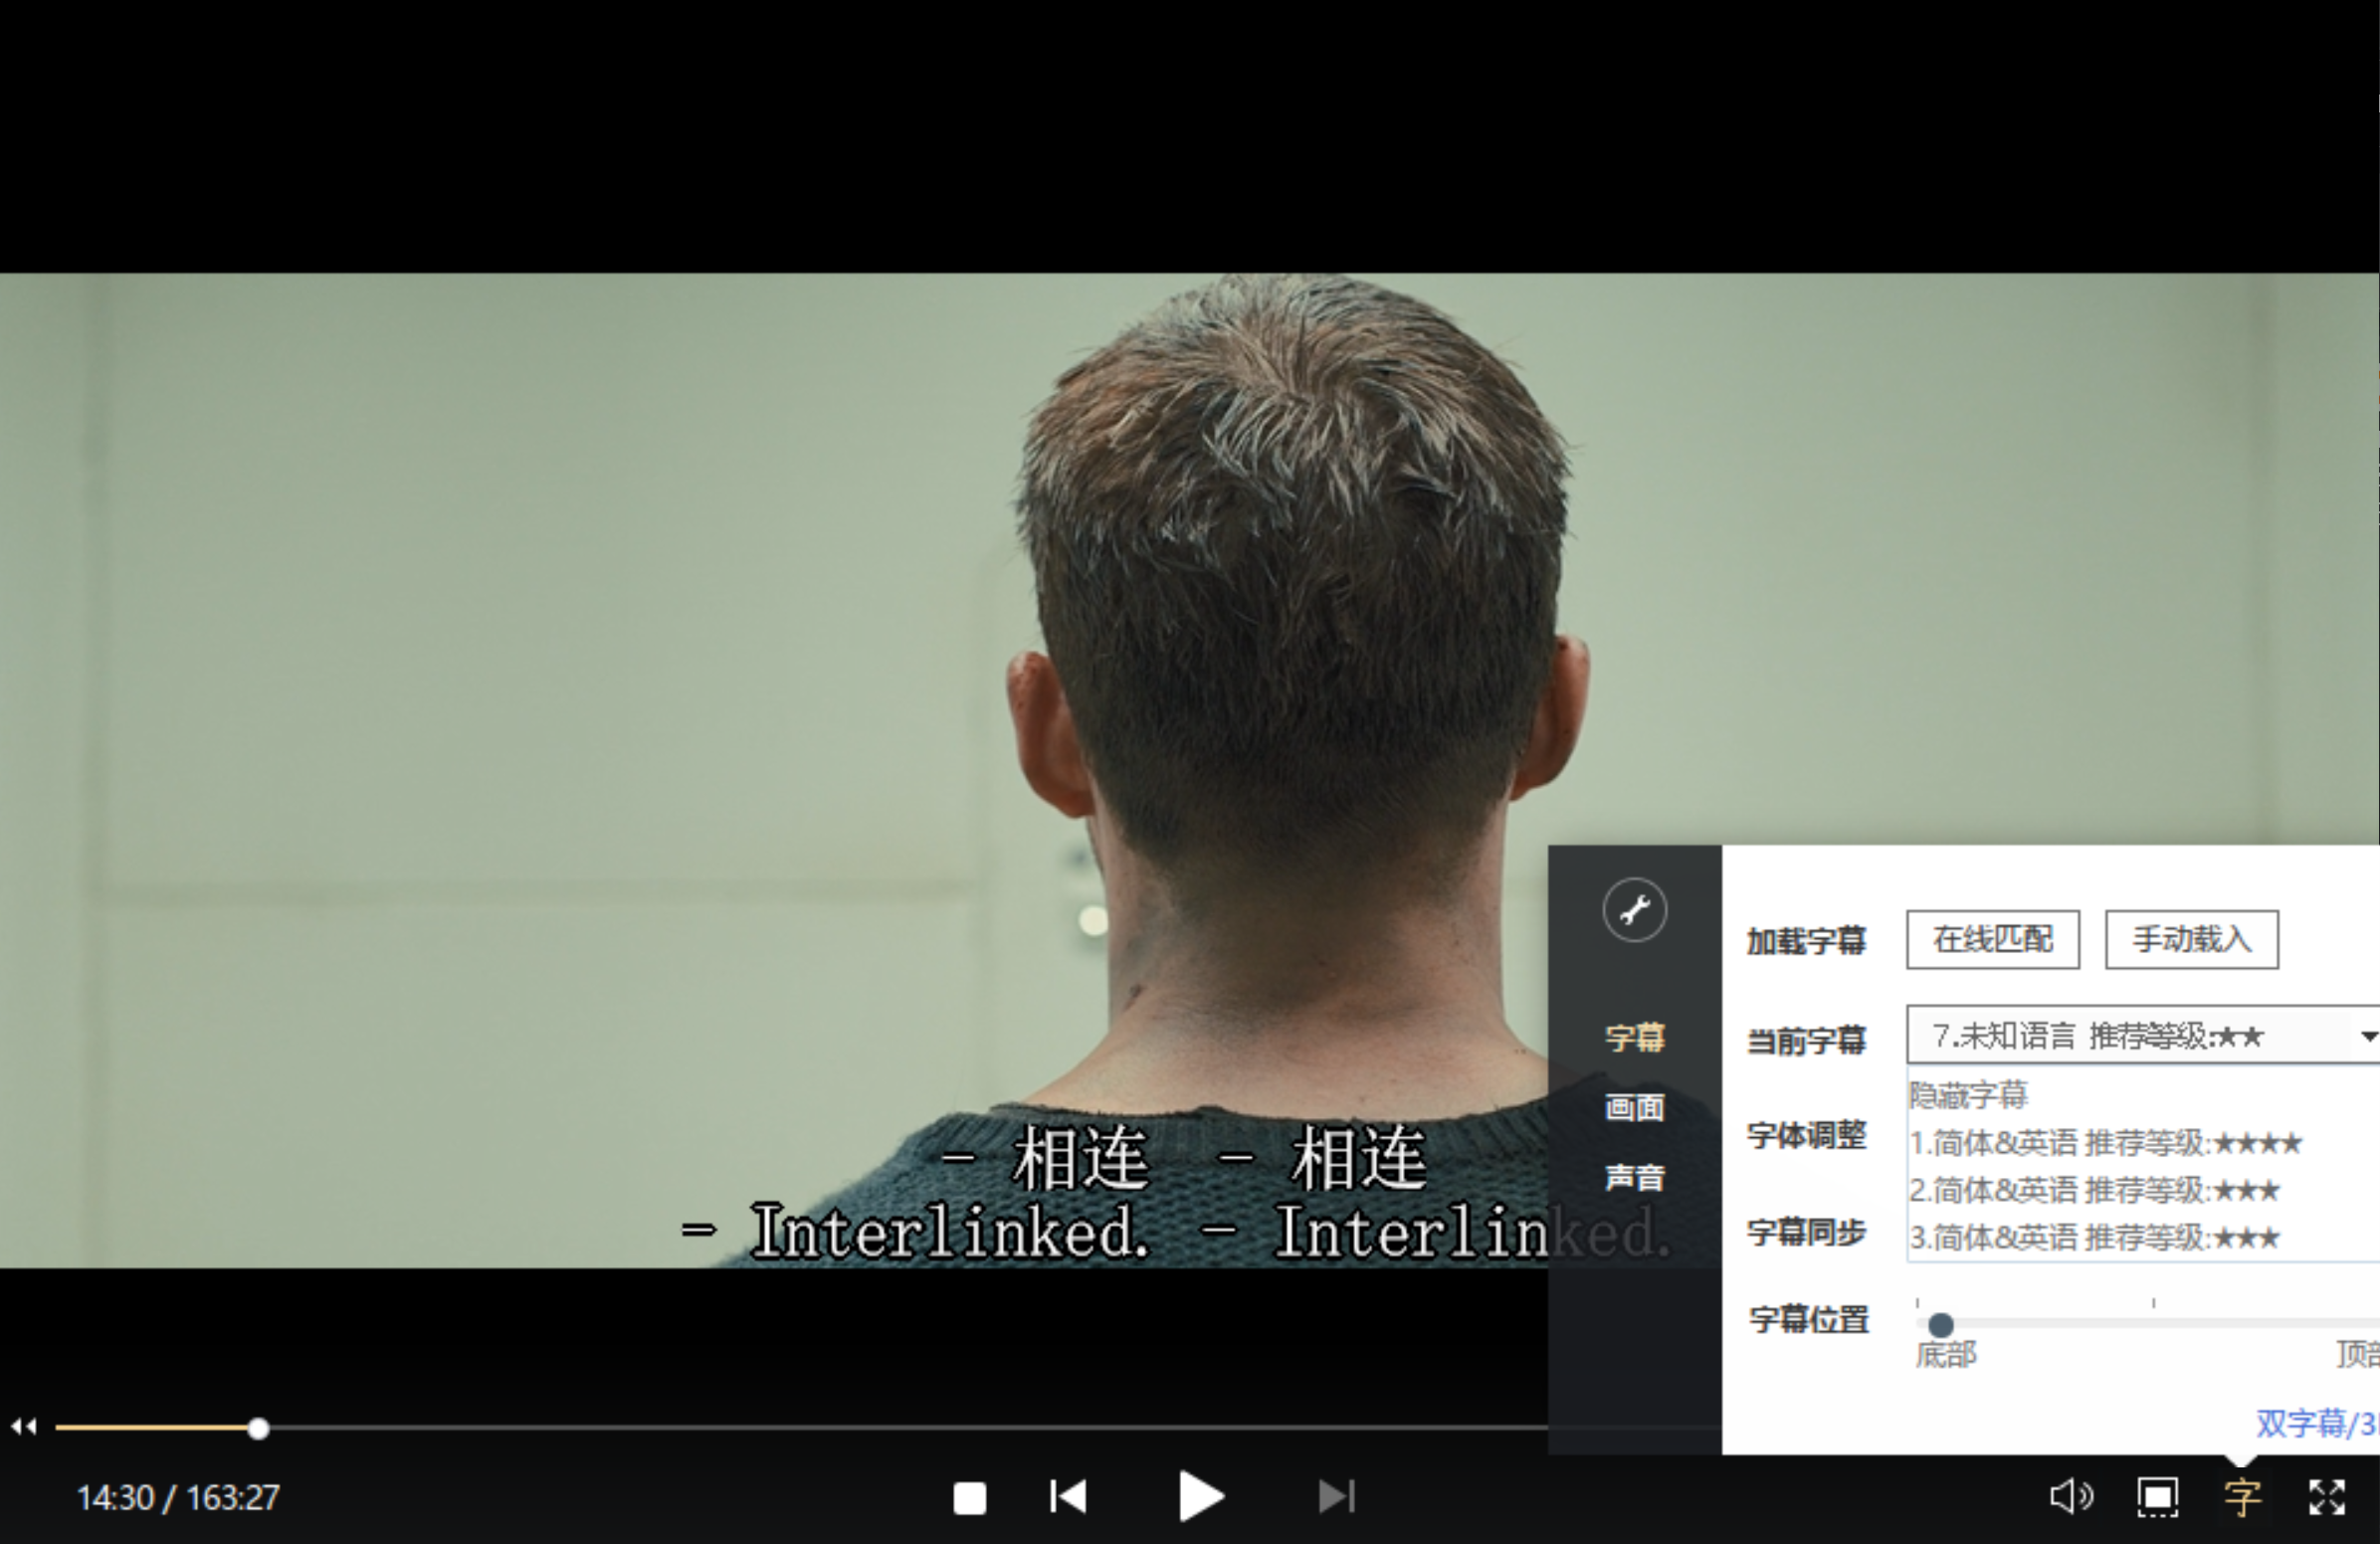 - 相连 - 相连
- Interlinked. - Interlinked.
加载字幕 在线匹配 手动载入
当前字幕 7.未知语言 推荐等级:★★
隐藏字幕
字幕
1.简体&英语 推荐等级:★★★★
画面
字体调整
2.简体&英语 推荐等级:★★★
声音
字幕同步
3.简体&英语 推荐等级:★★★
字幕位置
底部
双字幕/3
14:30 / 163:27
字